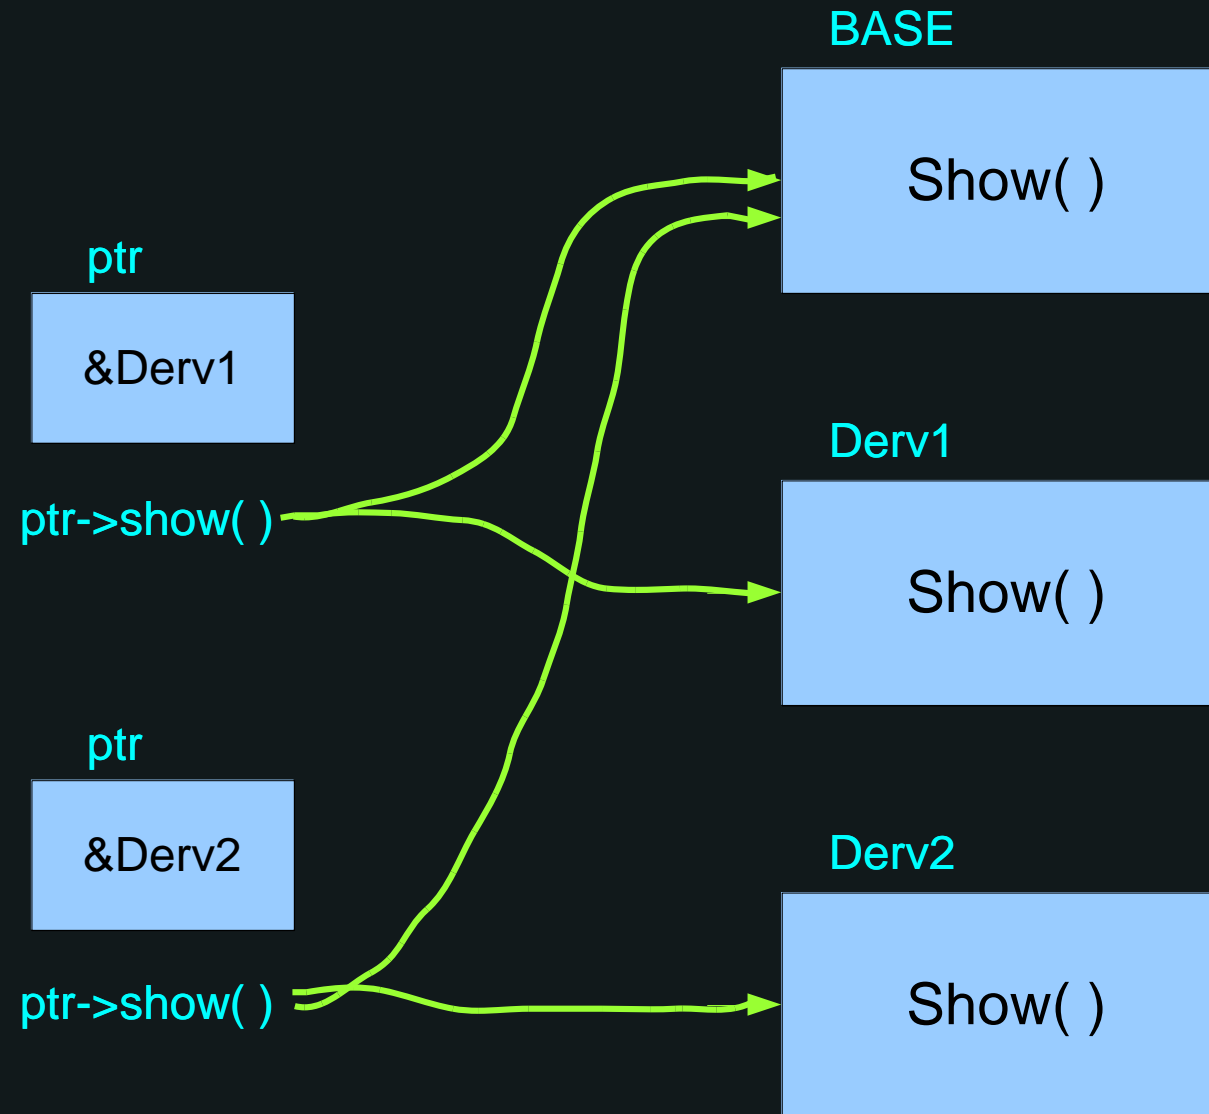 BASE
Show( )
ptr
&Derv1
ptr->show( )
Derv1
Show( )
ptr
&Derv2
ptr->show( )
Derv2
Show( )